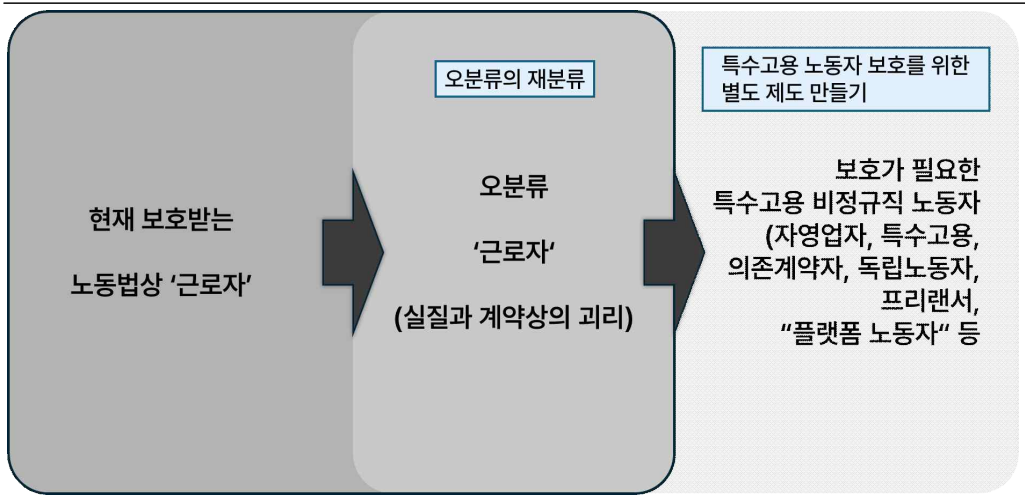 현재 보호받는
노동법상 ‘근로자’
오분류의 재분류
오분류
‘근로자‘
(실질과 계약상의 괴리)
특수고용 노동자 보호를 위한
별도 제도 만들기
보호가 필요한
특수고용 비정규직 노동자
(자영업자, 특수고용,
의존계약자, 독립노동자,
프리랜서,
“플랫폼 노동자“ 등